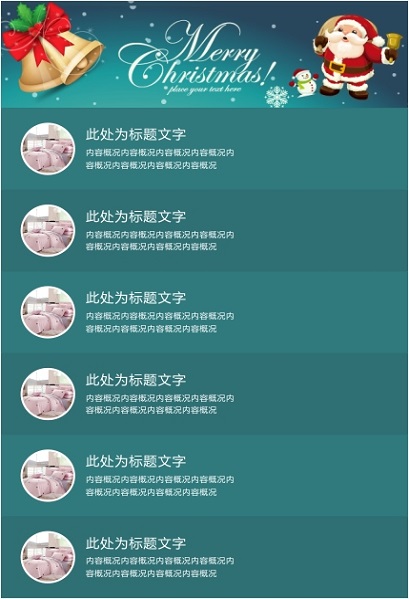 Merry
Christmas!
place your text here
此处为标题文字
内容概况内容概况内容概况内容概况内
容概况内容概况内容概况内容概况
此处为标题文字
内容概况内容概况内容概况内容概况内
容概况内容概况内容概况内容概况
此处为标题文字
内容概况内容概况内容概况内容概况内
容概况内容概况内容概况内容概况
此处为标题文字
内容概况内容概况内容概况内容概况内
容概况内容概况内容概况内容概况
此处为标题文字
内容概况内容概况内容概况内容概况内
容概况内容概况内容概况内容概况
此处为标题文字
内容概况内容概况内容概况内容概况内
容概况内容概况内容概况内容概况